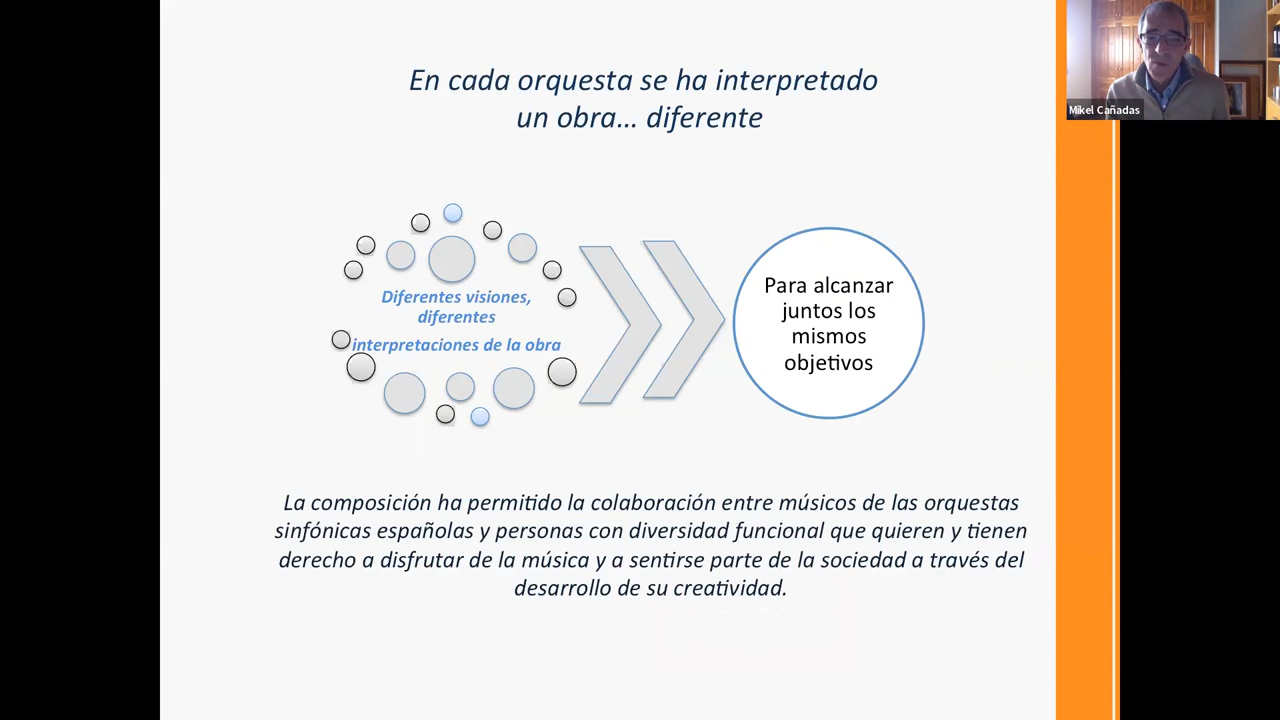 En cada orquesta se ha interpretado
un obra... diferente
Mikel Cañadas
Diferentes visiones,
diferentes
interpretaciones de la obra
Para alcanzar
juntos los
mismos
objetivos
La composición ha permitido la colaboración entre músicos de las orquestas
sinfónicas españolas y personas con diversidad funcional que quieren y tienen
derecho a disfrutar de la música y a sentirse parte de la sociedad a través del
desarrollo de su creatividad.